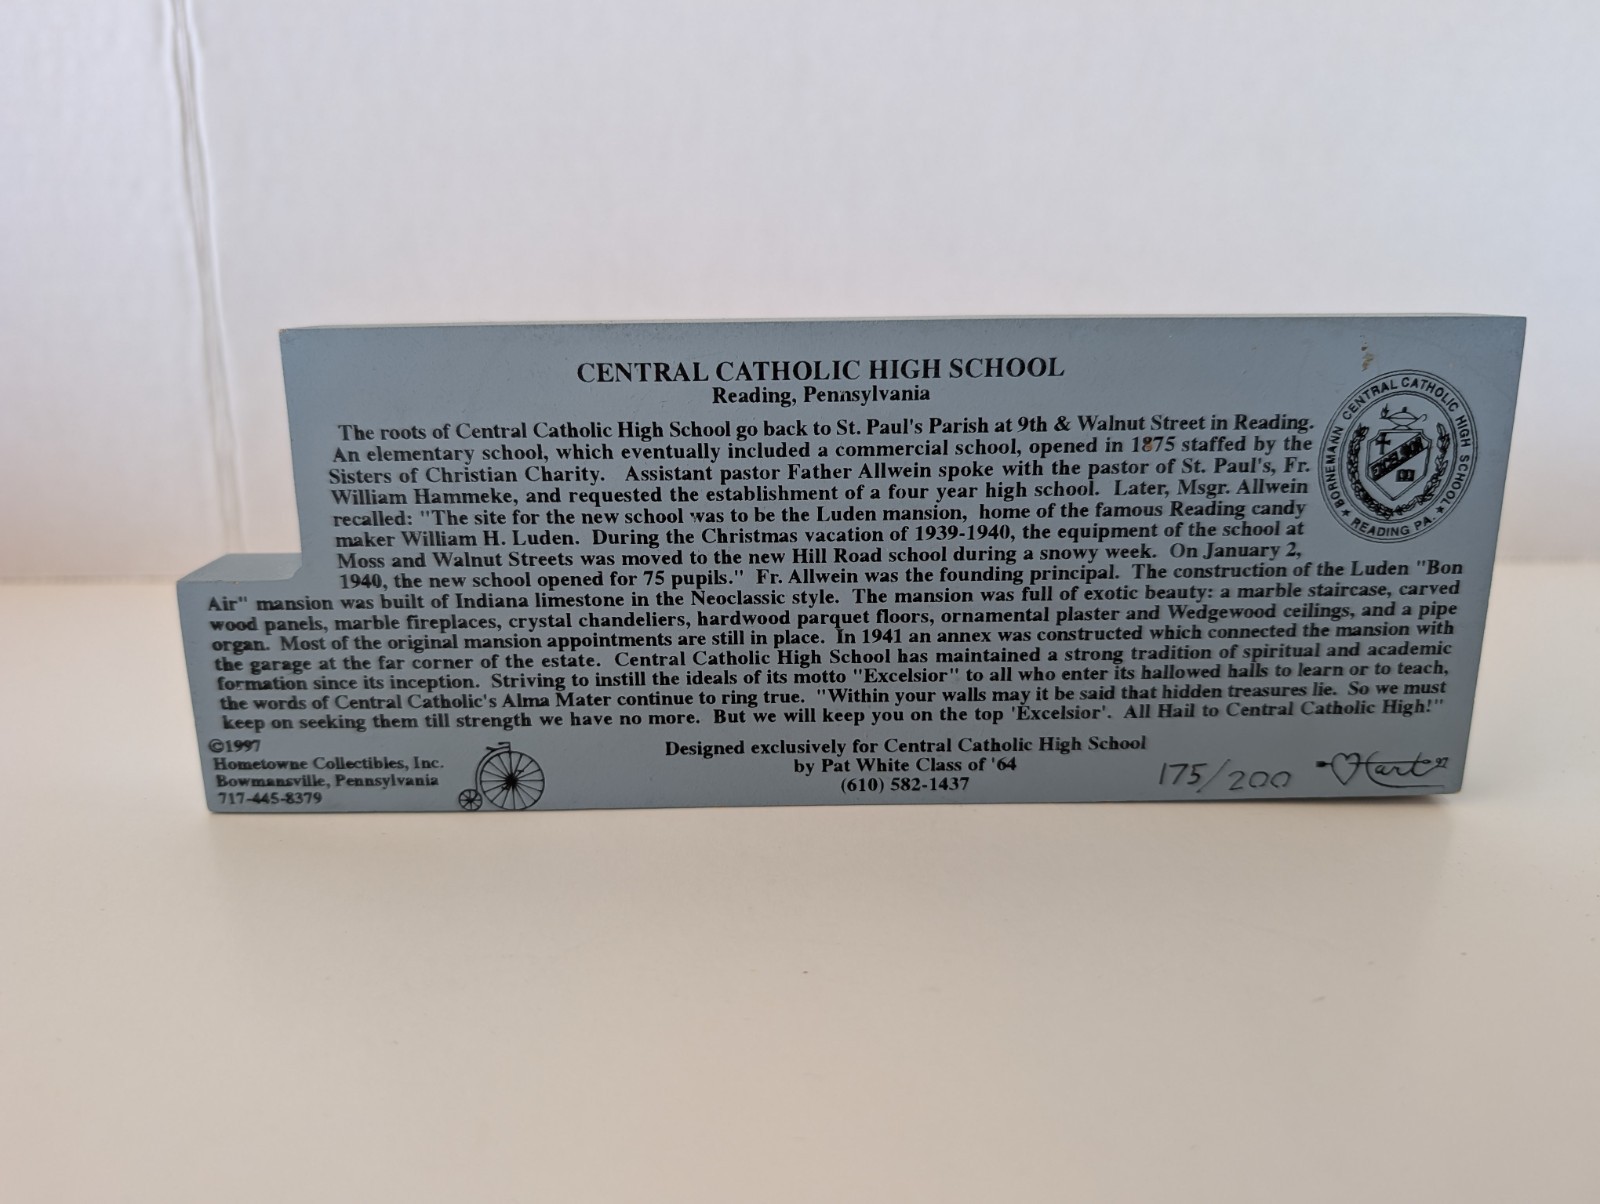 CENTRAL CATHOLIC HIGH SCHOOL
Reading, Pennsylvania
The roots of Central Catholic High School go back to St. Paul's Parish at 9th & Walnut Street in Reading.
An elementary school, which eventually included a commercial school, opened in 1875 staffed by the
Sisters of Christian Charity. Assistant pastor Father Allwein spoke with the pastor of St. Paul's, Fr.
William Hammeke, and requested the establishment of a four year high school. Later, Msgr. Allwein
recalled: "The site for the new school was to be the Luden mansion, home of the famous Reading candy
maker William H. Luden. During the Christmas vacation of 1939-1940, the equipment of the school at
Moss and Walnut Streets was moved to the new Hill Road school during a snowy week. On January 2,
1940, the new school opened for 75 pupils." Fr. Allwein was the founding principal. The construction of the Luden "Bon
Air" mansion was built of Indiana limestone in the Neoclassic style. The mansion was full of exotic beauty: a marble staircase, carved
wood panels, marble fireplaces, crystal chandeliers, hardwood parquet floors, ornamental plaster and Wedgewood ceilings, and a pipe
organ. Most of the original mansion appointments are still in place. In 1941 an annex was constructed which connected the mansion with
the garage at the far corner of the estate. Central Catholic High School has maintained a strong tradition of spiritual and academic
formation since its inception. Striving to instill the ideals of its motto "Excelsior" to all who enter its hallowed halls to learn or to teach,
the words of Central Catholic's Alma Mater continue to ring true. "Within your walls may it be said that hidden treasures lie. So we must
keep on seeking them till strength we have no more. But we will keep you on the top 'Excelsior'. All Hail to Central Catholic High!"
BORNEMANN CENTRAL CATHOLIC HIGH SCHOOL
READING PA.
EXCELSIOR
©1997
Hometowne Collectibles, Inc.
Bowmansville, Pennsylvania
717-445-8379
Designed exclusively for Central Catholic High School
by Pat White Class of '64
(610) 582-1437
175/200
Hart 97